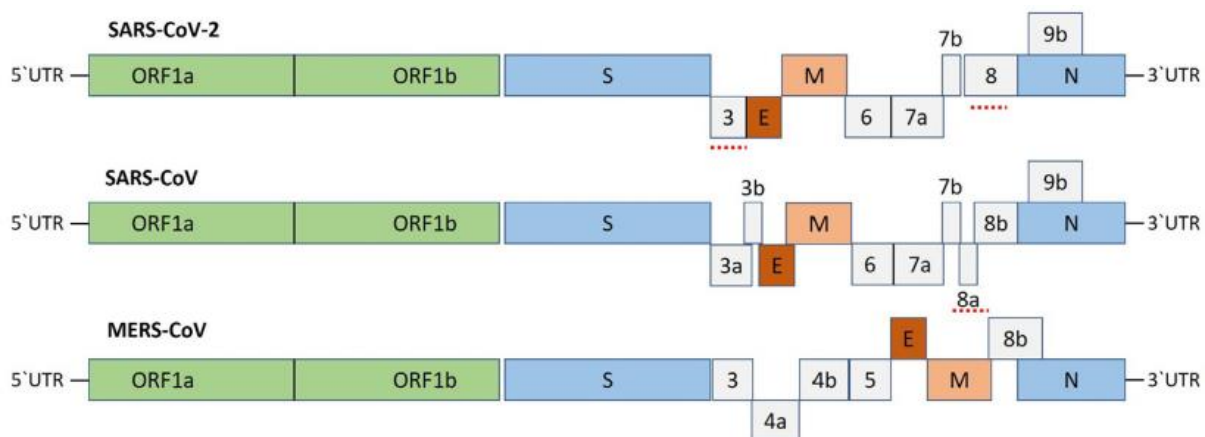 SARS-CoV-2
7b 9b
5`UTR ORF1a ORF1b S M 8 N 3`UTR
3 E 6 7a
SARS-CoV
3b 7b 9b
5`UTR ORF1a ORF1b S M 8b N 3`UTR
3a E 6 7a
8a
MERS-CoV
E 8b
5`UTR ORF1a ORF1b S 3 4b 5 M N 3`UTR
4a